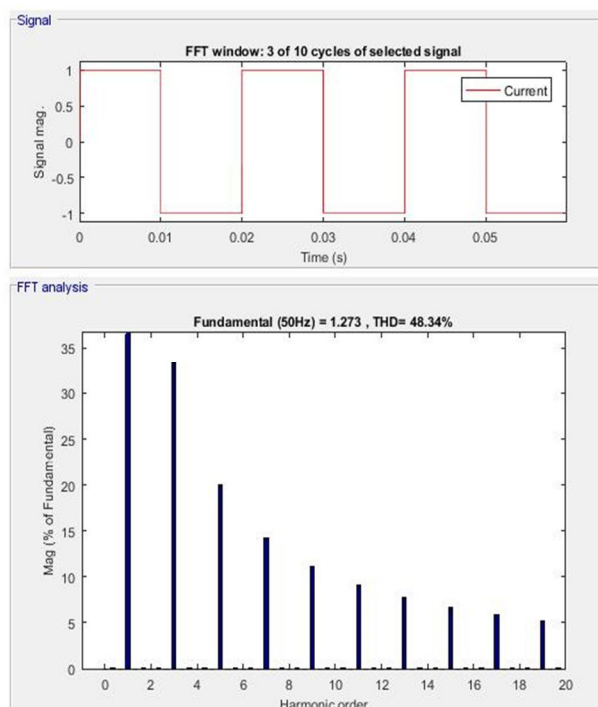 Signal
FFT window: 3 of 10 cycles of selected signal
1
0.5
0
-0.5
-1
Signal mag.
Current
0 0.01 0.02 0.03 0.04 0.05
Time (s)
FFT analysis
Fundamental (50Hz) = 1.273 , THD= 48.34%
35
30
25
20
15
10
5
0
Mag (% of Fundamental)
0 2 4 6 8 10 12 14 16 18 20
Harmonic order